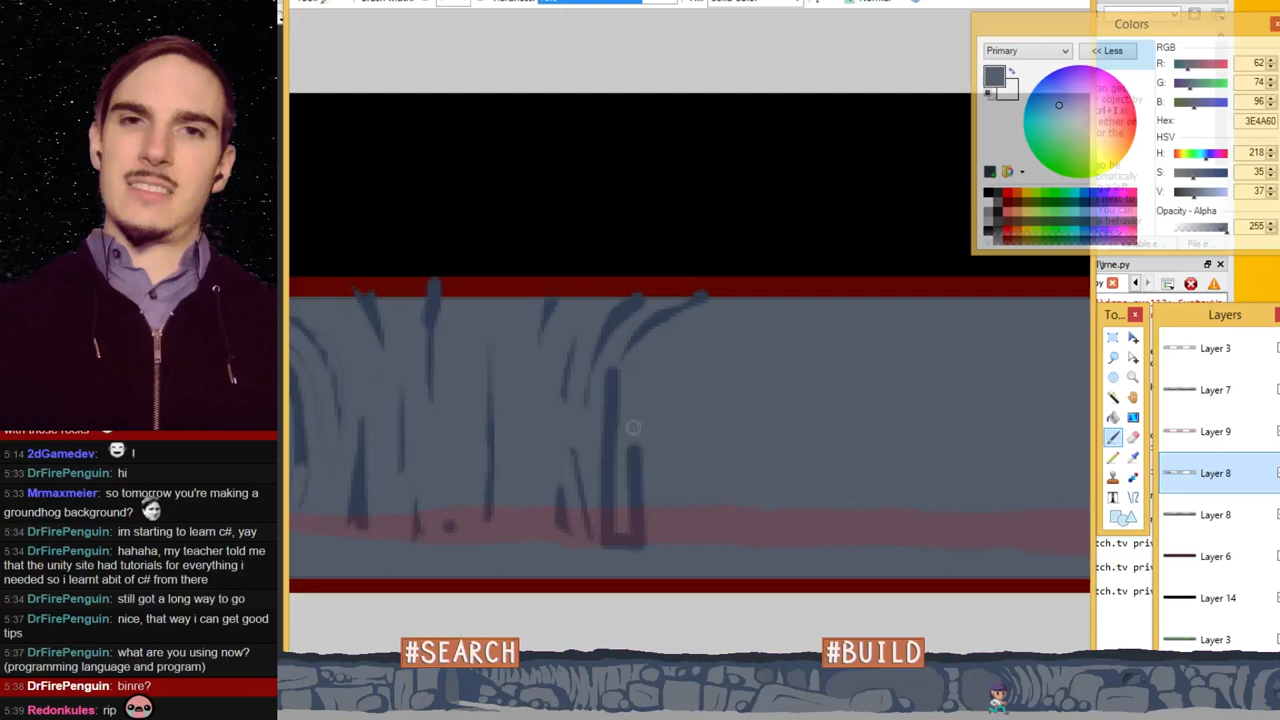 Colors
Primary
<< Less
RGB
R: 62
G: 74
B: 96
Hex: 3E4A60
HSV
H: 218
S: 35
V: 37
Opacity - Alpha
255
To...
Layers
Layer 3
Layer 7
Layer 9
Layer 8
Layer 8
Layer 6
Layer 14
Layer 3
with those rocks
5:14 2dGamedev: !
5:33 DrFirePenguin: hi
5:33 Mrmaxmeier: so tomorrow you're making a
groundhog background?
5:34 DrFirePenguin: im starting to learn c#, yay
5:34 DrFirePenguin: hahaha, my teacher told me
that the unity site had tutorials for everything i
needed so i learnt abit of c# from there
5:34 DrFirePenguin: still got a long way to go
5:37 DrFirePenguin: nice, that way i can get good
tips
5:37 DrFirePenguin: what are you using now?
(programming language and program)
5:38 DrFirePenguin: binre?
5:39 Redonkules: rip
#SEARCH
#BUILD